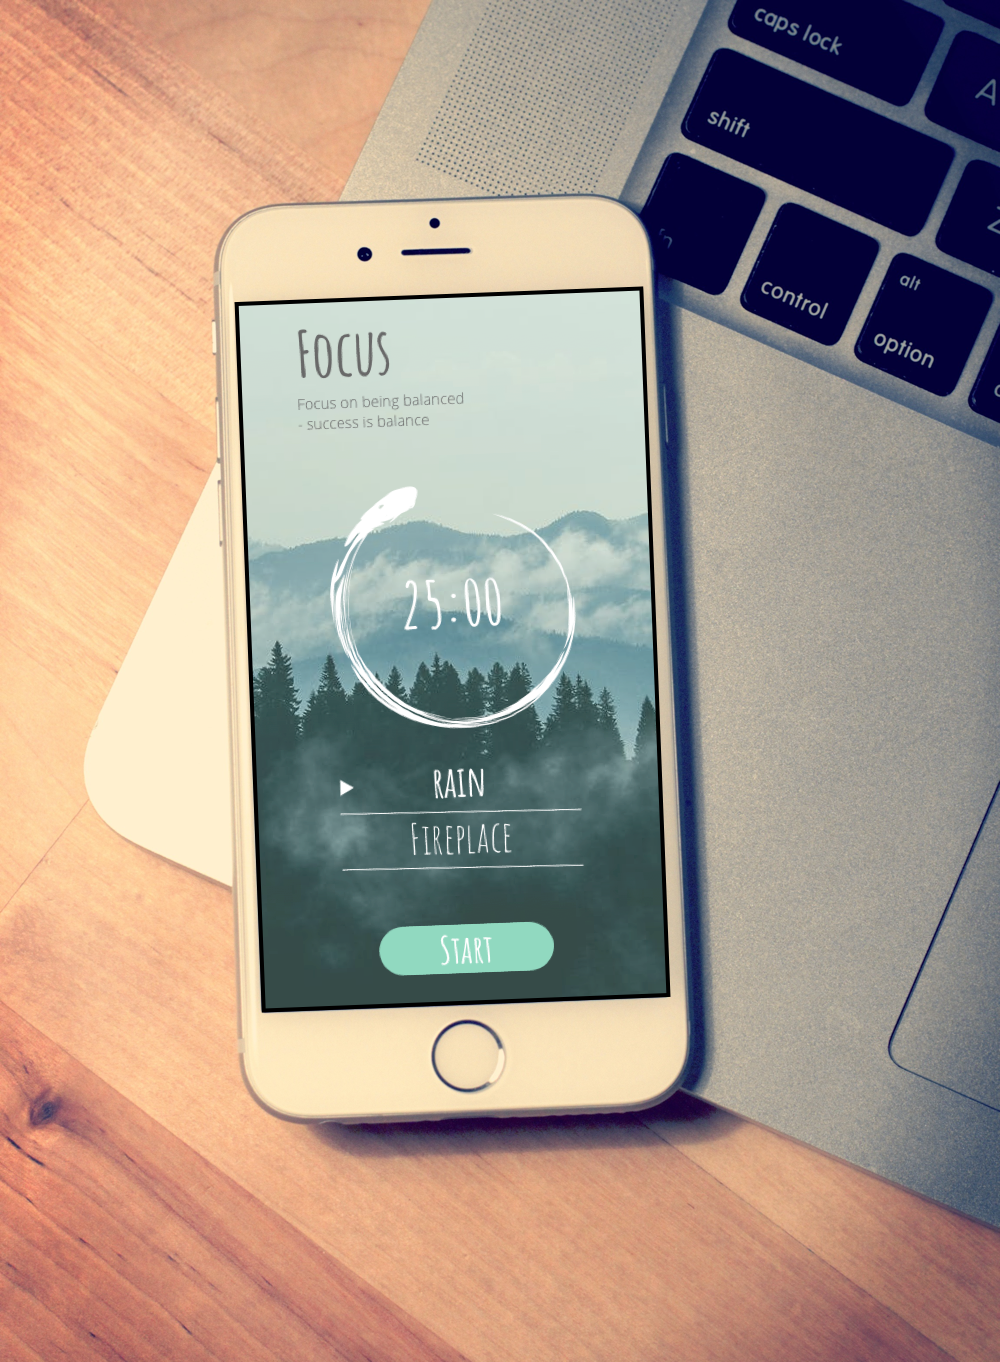 caps lock
A
shift
Z
fn
control
alt
option
Focus
Focus on being balanced
- success is balance
25:00
RAIN
FIREPLACE
START